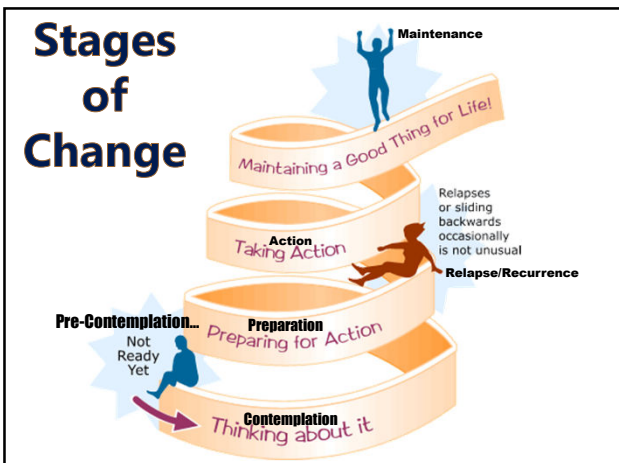 Stages
of
Change
Maintenance
Maintaining a Good Thing for Life!
Relapses
or sliding
backwards
occasionally
is not unusual
Relapse/Recurrence
Action
Taking Action
Pre-Contemplation...
Not
Ready
Yet
Preparation
Preparing for Action
Contemplation
Thinking about it